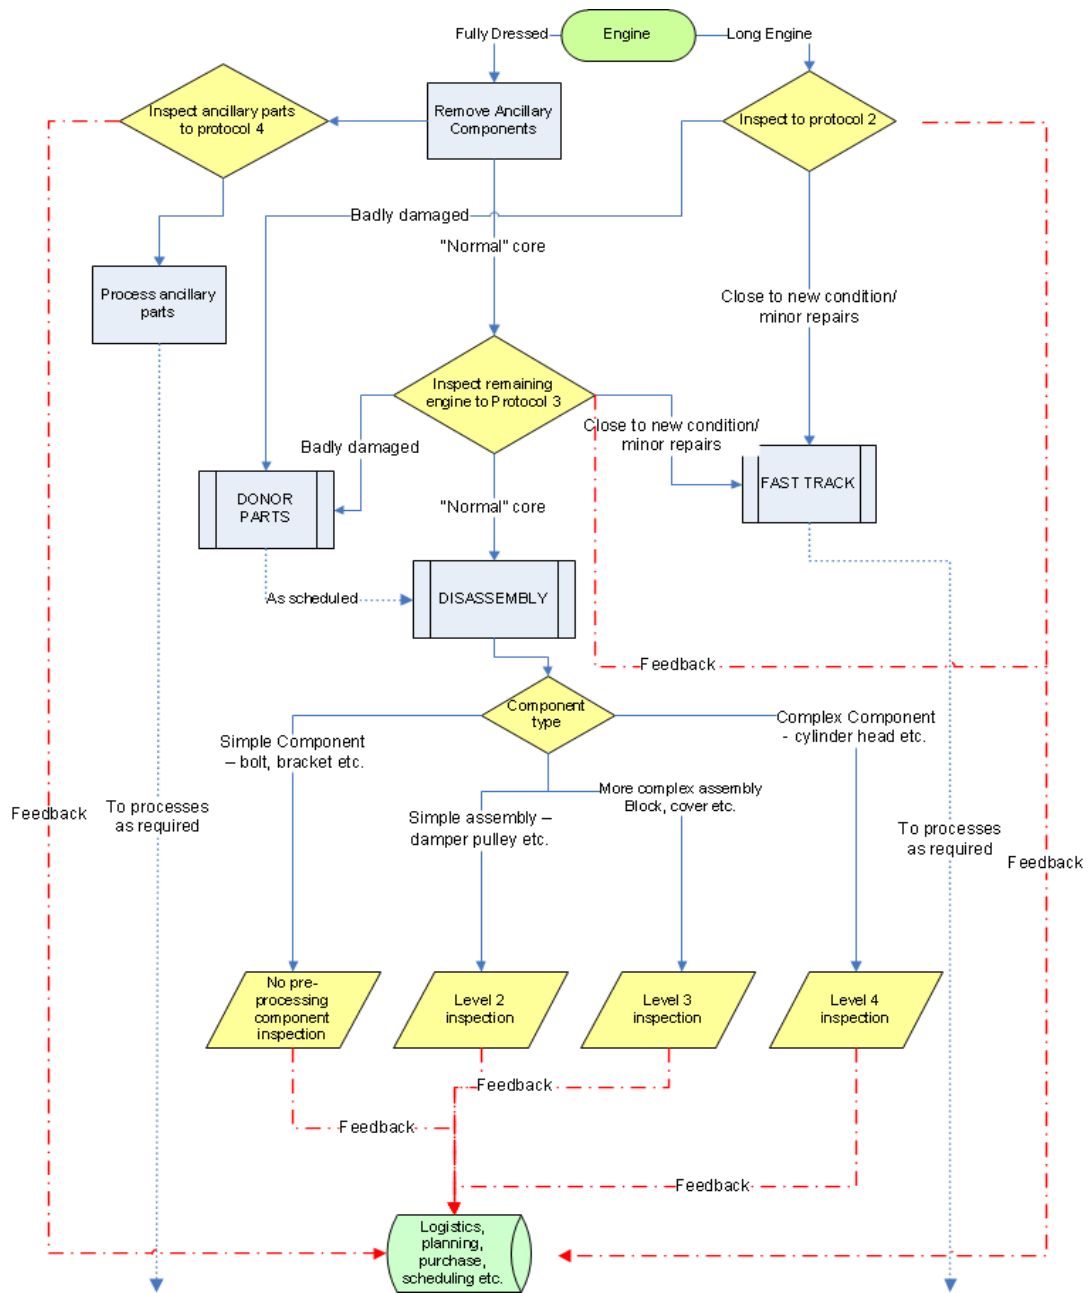 Fully Dressed
Engine
Long Engine
Inspect ancillary parts
to protocol 4
Remove Ancillary
Components
Inspect to protocol 2
Badly damaged
"Normal" core
Process ancillary
parts
Close to new condition/
minor repairs
Inspect remaining
engine to Protocol 3
Close to new condition/
minor repairs
Badly damaged
FAST TRACK
DONOR
PARTS
"Normal" core
As scheduled
DISASSEMBLY
Feedback
Component
type
Simple Component
– bolt, bracket etc.
Complex Component
- cylinder head etc.
More complex assembly
Block, cover etc.
Simple assembly –
damper pulley etc.
Feedback
To processes
as required
To processes
as required
Feedback
No pre-
processing
component
inspection
Level 2
inspection
Level 3
inspection
Level 4
inspection
Feedback
Feedback
Feedback
Logistics,
planning,
purchase,
scheduling etc.